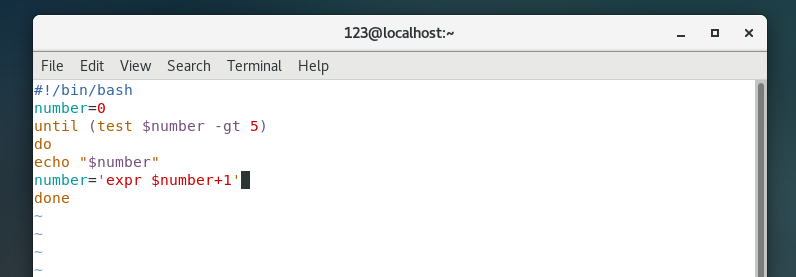 123@localhost:~
File Edit View Search Terminal Help
#!/bin/bash
number=0
until (test $number -gt 5)
do
echo "$number"
number='expr $number+1'
done
~
~
~
~